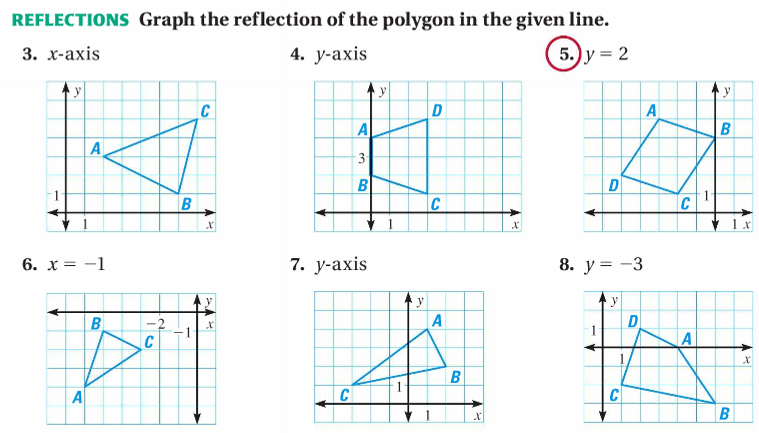 REFLECTIONS Graph the reflection of the polygon in the given line.
3. x-axis
y
C
A
1
B
1
x
4. y-axis
y
D
A
3
B
C
1
x
5. y = 2
y
A
B
D
C
1
1 x
6. x = −1
y
B
−2
−1
x
C
A
7. y-axis
y
A
B
C
1
1
x
8. y = −3
y
D
1
A
1
x
C
B